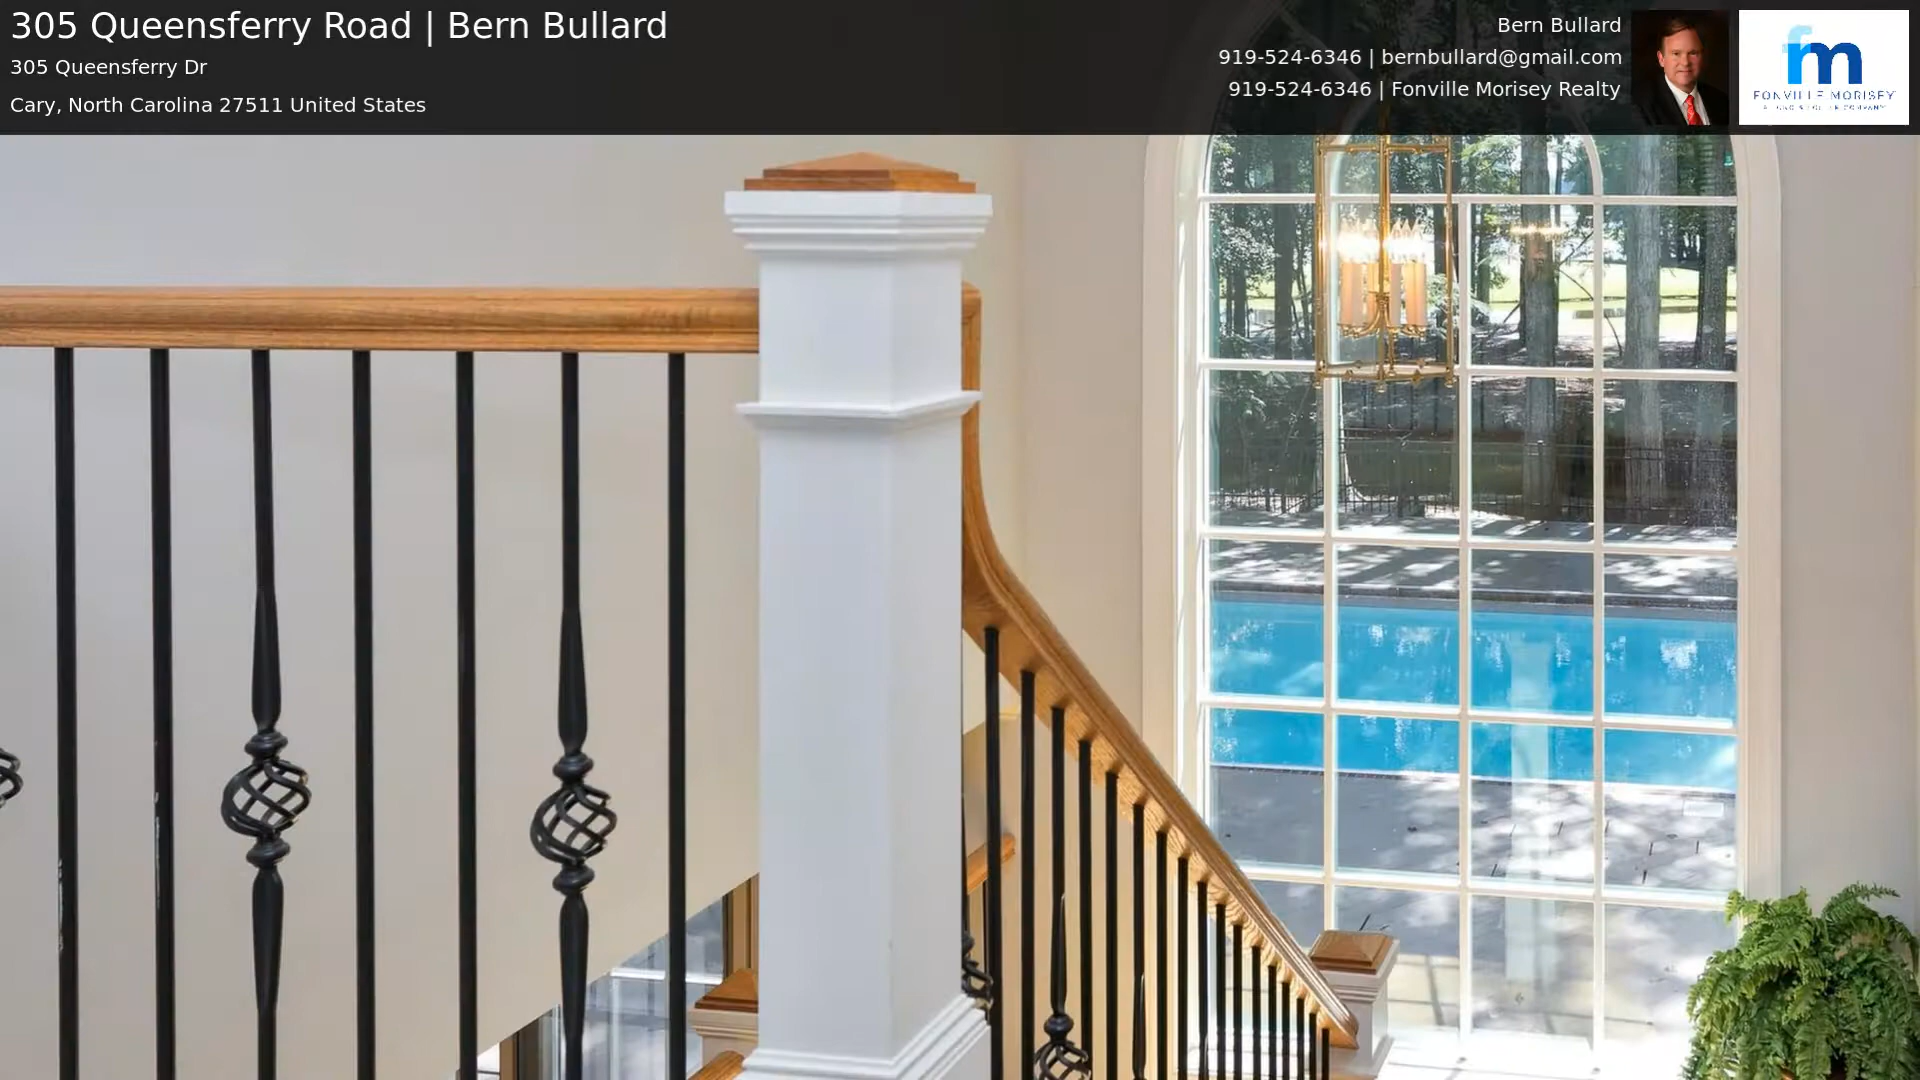 305 Queensferry Road | Bern Bullard
305 Queensferry Dr
Cary, North Carolina 27511 United States
Bern Bullard
919-524-6346 | bernbullard@gmail.com
919-524-6346 | Fonville Morisey Realty
fm
FONVILLE MORISEY